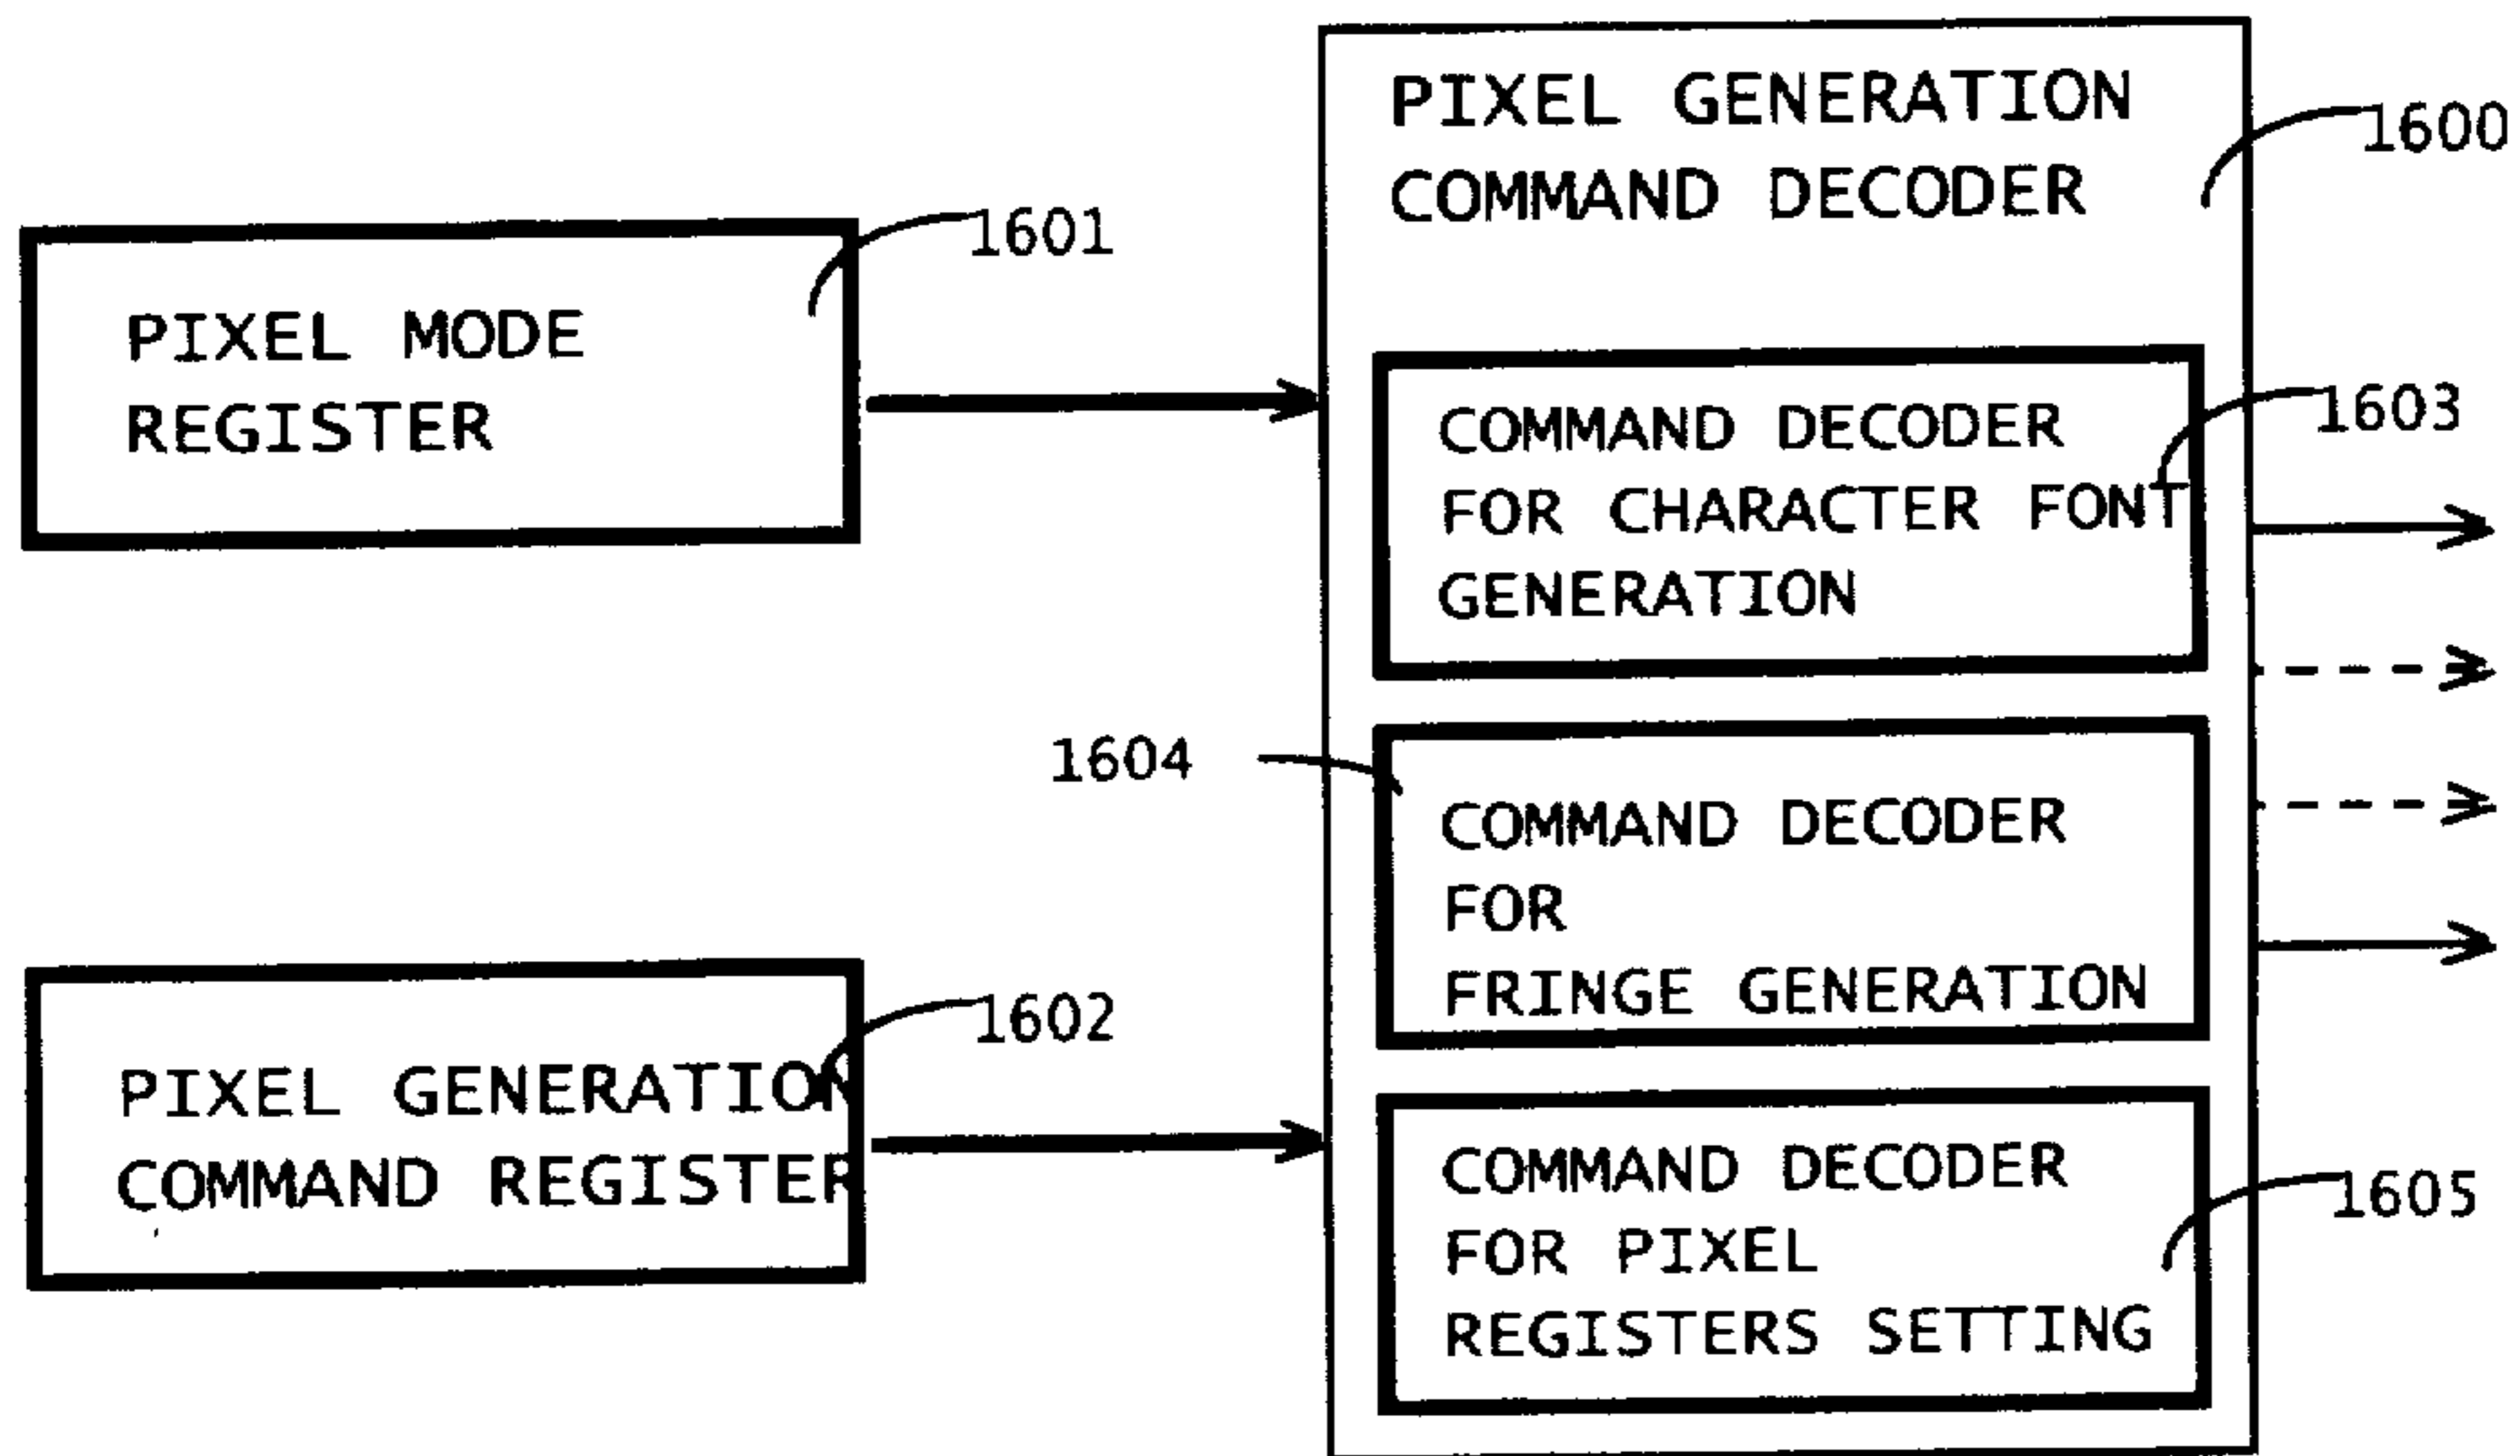 PIXEL GENERATION
COMMAND DECODER
1600
1601
PIXEL MODE
REGISTER
COMMAND DECODER
FOR CHARACTER FONT
GENERATION
1603
1604
COMMAND DECODER
FOR
FRINGE GENERATION
1602
PIXEL GENERATION
COMMAND REGISTER
COMMAND DECODER
FOR PIXEL
REGISTERS SETTING
1605